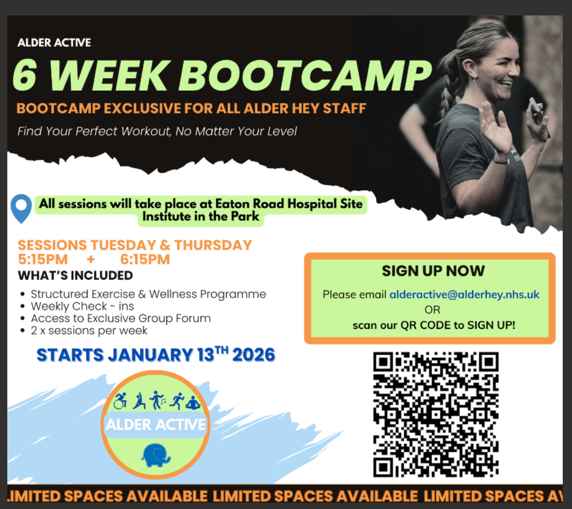 ALDER ACTIVE
6 WEEK BOOTCAMP
BOOTCAMP EXCLUSIVE FOR ALL ALDER HEY STAFF
Find Your Perfect Workout, No Matter Your Level
All sessions will take place at Eaton Road Hospital Site
Institute in the Park
SESSIONS TUESDAY & THURSDAY
5:15PM + 6:15PM
WHAT'S INCLUDED
• Structured Exercise & Wellness Programme
• Weekly Check - ins
• Access to Exclusive Group Forum
• 2 x sessions per week
STARTS JANUARY 13TH 2026
SIGN UP NOW
Please email alderactive@alderhey.nhs.uk
OR
scan our QR CODE to SIGN UP!
ALDER ACTIVE
LIMITED SPACES AVAILABLE LIMITED SPACES AVAILABLE LIMITED SPACES AV